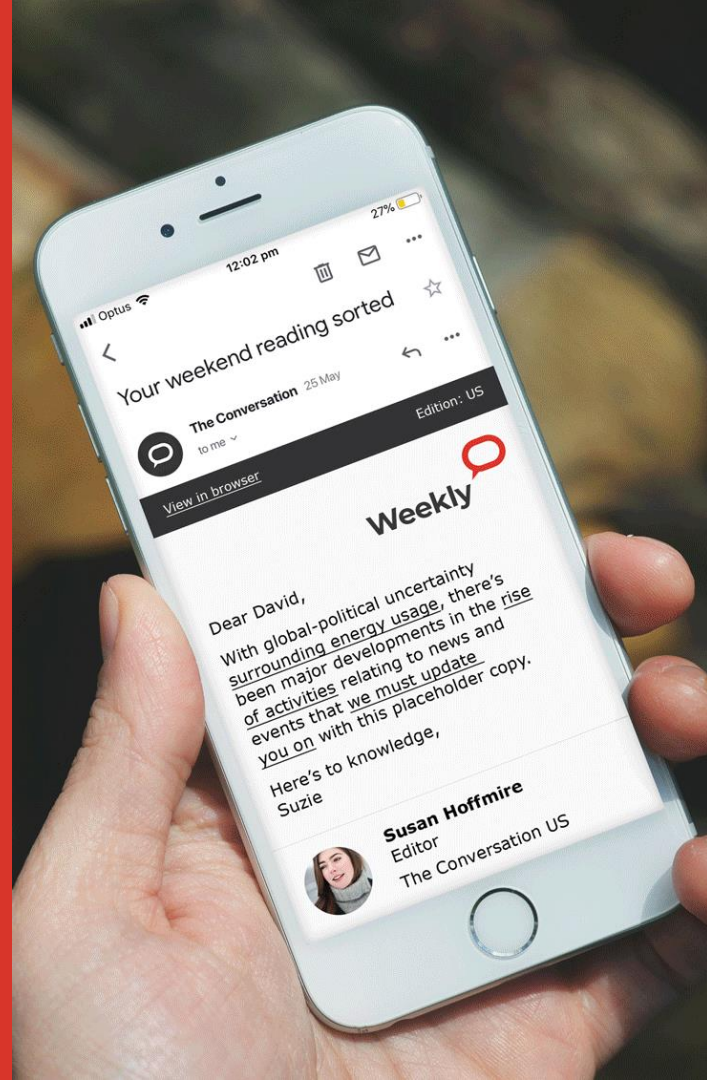 Optus
12:02 pm
27%
Your weekend reading sorted
The Conversation 25 May
to me
View in browser
Edition: US
Weekly
Dear David,
With global-political uncertainty
surrounding energy usage, there's
been major developments in the rise
of activities relating to news and
events that we must update
you on with this placeholder copy.
Here's to knowledge,
Suzie
Susan Hoffmire
Editor
The Conversation US